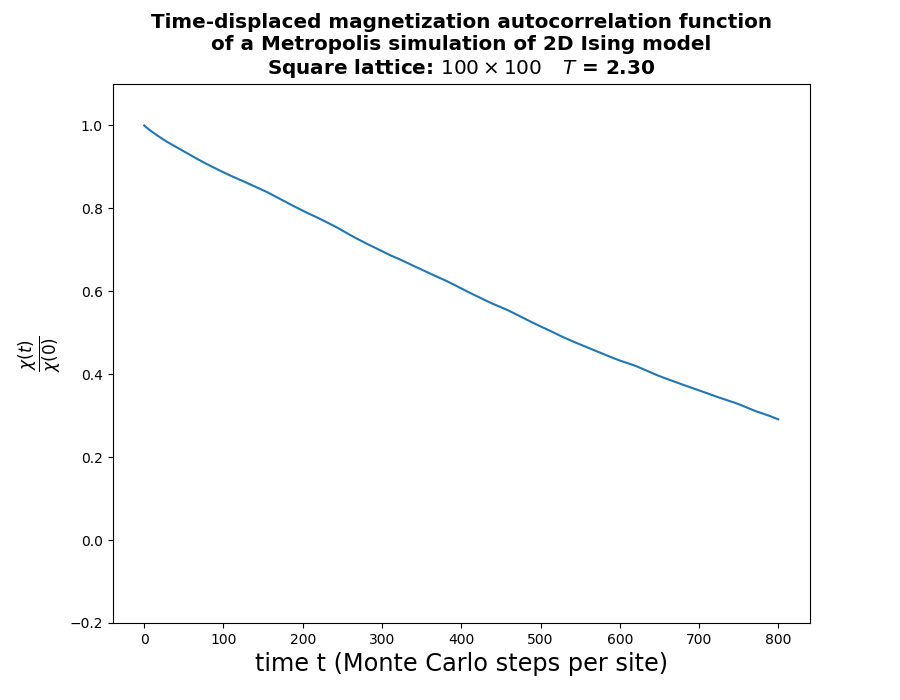 Time-displaced magnetization autocorrelation function
of a Metropolis simulation of 2D Ising model
Square lattice: 100 × 100 T = 2.30
χ(t)
χ(0)
1.0
0.8
0.6
0.4
0.2
0.0
−0.2
0 100 200 300 400 500 600 700 800
time t (Monte Carlo steps per site)